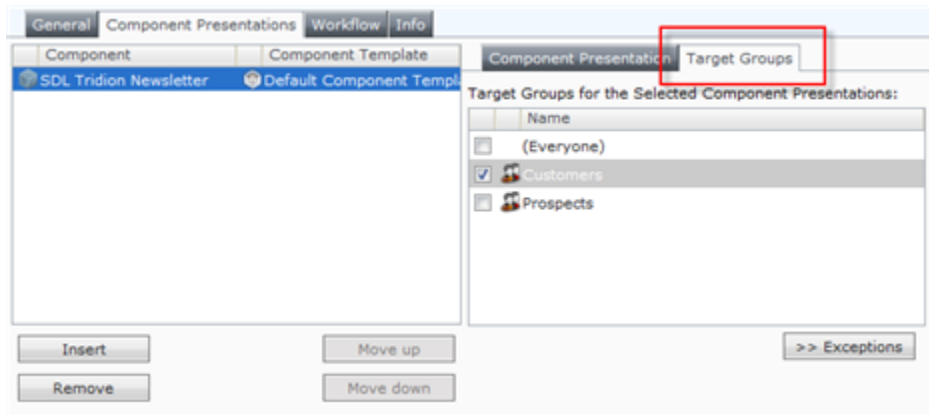 General Component Presentations Workflow Info
Component Component Template
SDL Tridion Newsletter Default Component Templa
Component Presentation Target Groups
Target Groups for the Selected Component Presentations:
Name
(Everyone)
Customers
Prospects
>> Exceptions
Insert Move up
Remove Move down